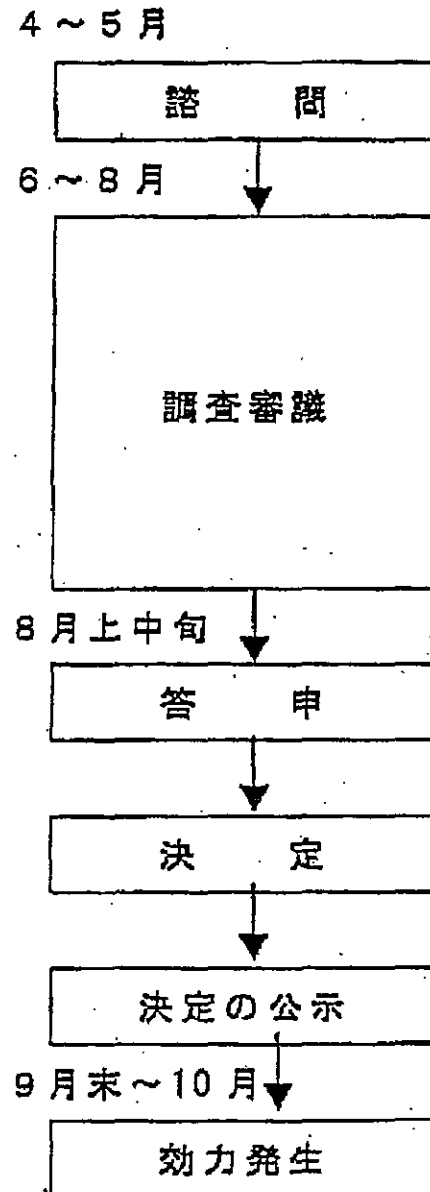 4～5月
諮 問
6～8月
調査審議
8月上中旬
答 申
決 定
決定の公示
9月末～10月
効力発生